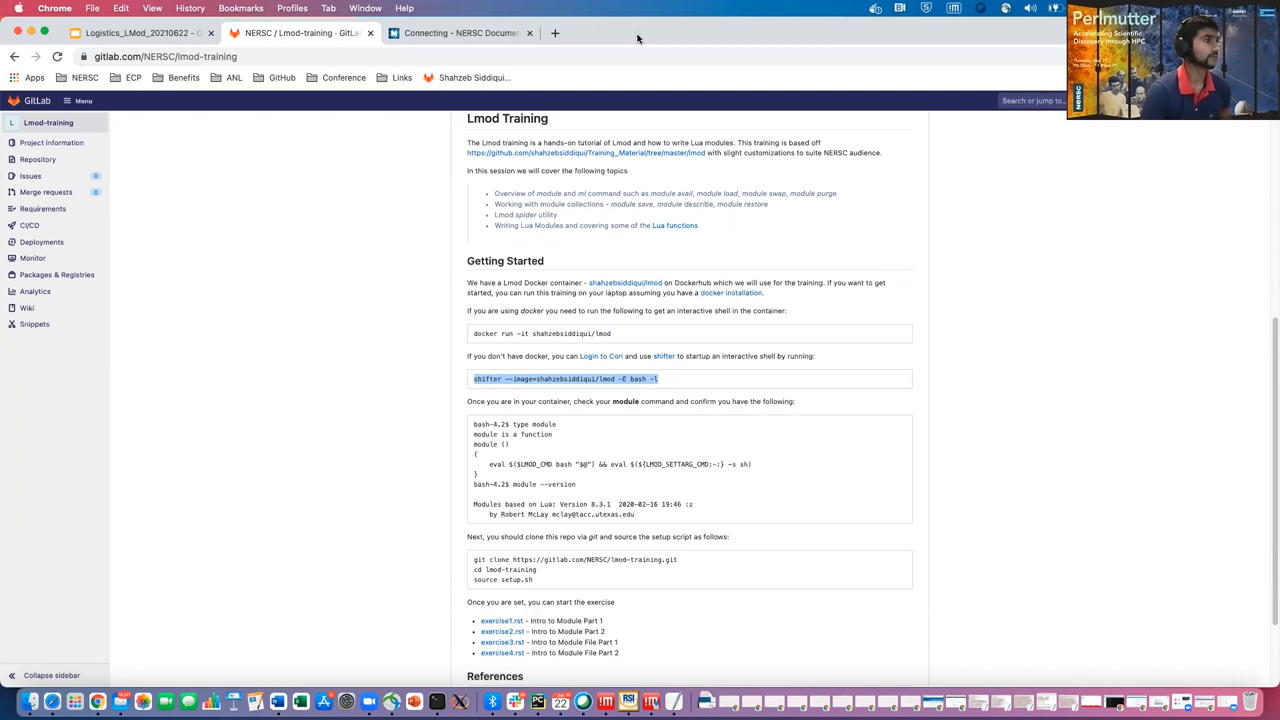 Profiles Tab Window Help
Logistics_LMod_20210622 - G × NERSC / Lmod-training · GitLab × Connecting - NERSC Documen × +
gitlab.com/NERSC/lmod-training
Apps NERSC ECP Benefits ANL GitHub Conference Shahzeb Siddiqui...
GitLab Menu Search or jump to...
L Lmod-training
Project information
Repository
Issues
Merge requests 0
Requirements
CI/CD
Deployments
Monitor
Packages & Registries
Analytics
Wiki
Snippets
Collapse sidebar
Lmod Training
The Lmod training is a hands-on tutorial of Lmod and how to write Lua modules. This training is based off
https://github.com/shahzebsiddiqui/Training_Material/tree/master/lmod with slight customizations to suite NERSC audience.
In this session we will cover the following topics
• Overview of module and ml command such as module avail, module load, module swap, module purge
• Working with module collections - module save, module describe, module restore
• Lmod spider utility
• Writing Lua Modules and covering some of the Lua functions
Getting Started
We have a Lmod Docker container - shahzebsiddiqui/lmod on Dockerhub which we will use for the training. If you want to get
started, you can run this training on your laptop assuming you have a docker installation.
If you are using docker you need to run the following to get an interactive shell in the container:
docker run -it shahzebsiddiqui/lmod
If you don't have docker, you can Login to Cori and use shifter to startup an interactive shell by running:
shifter --image=shahzebsiddiqui/lmod -E bash -l
Once you are in your container, check your module command and confirm you have the following:
bash-4.2$ type module
module is a function
module ()
{
eval $($LMOD_CMD bash "$@") && eval $(${LMOD_SETTARG_CMD:-:} -s sh)
}
bash-4.2$ module --version
Modules based on Lua: Version 8.3.1 2020-02-16 19:46 :z
by Robert McLay mclay@tacc.utexas.edu
Next, you should clone this repo via git and source the setup script as follows:
git clone https://gitlab.com/NERSC/lmod-training.git
cd lmod-training
source setup.sh
Once you are set, you can start the exercise
• exercise1.rst - Intro to Module Part 1
• exercise2.rst - Intro to Module Part 2
• exercise3.rst - Intro to Module File Part 1
• exercise4.rst - Intro to Module File Part 2
References
Perlmutter
Accelerating Scientific
Discovery through HPC
NERSC
22
RSI